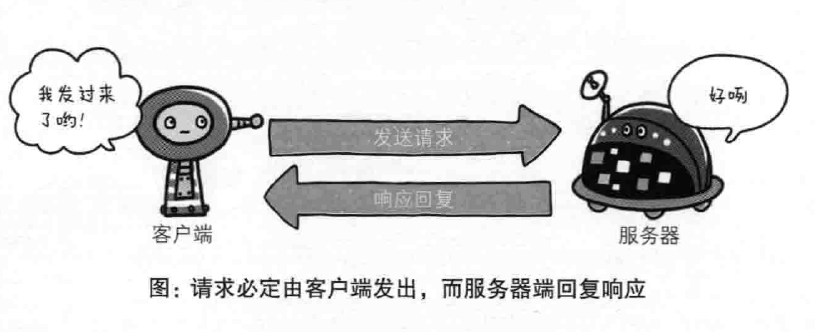 我发过来
了哟!
好咧
发送请求
响应回复
客户端
服务器
图：请求必定由客户端发出，而服务器端回复响应